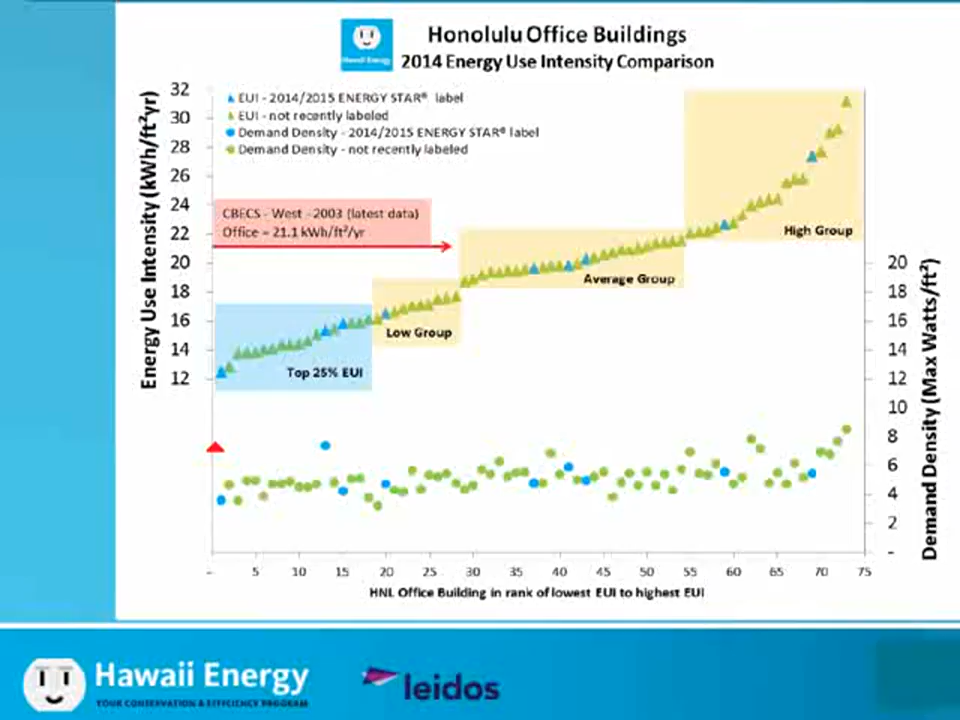 Hawaii Energy
Honolulu Office Buildings
2014 Energy Use Intensity Comparison
Energy Use Intensity (kWh/ft²yr)
32
30
28
26
24
22
20
18
16
14
12
EUI - 2014/2015 ENERGY STAR® label
EUI - not recently labeled
Demand Density - 2014/2015 ENERGY STAR® label
Demand Density - not recently labeled
CBECS - West - 2003 (latest data)
Office = 21.1 kWh/ft²/yr
High Group
Average Group
Low Group
Top 25% EUI
20
18
16
14
12
10
8
6
4
2
-
Demand Density (Max Watts/ft²)
- 5 10 15 20 25 30 35 40 45 50 55 60 65 70 75
HNL Office Building in rank of lowest EUI to highest EUI
Hawaii Energy
YOUR CONSERVATION & EFFICIENCY PROGRAM
leidos